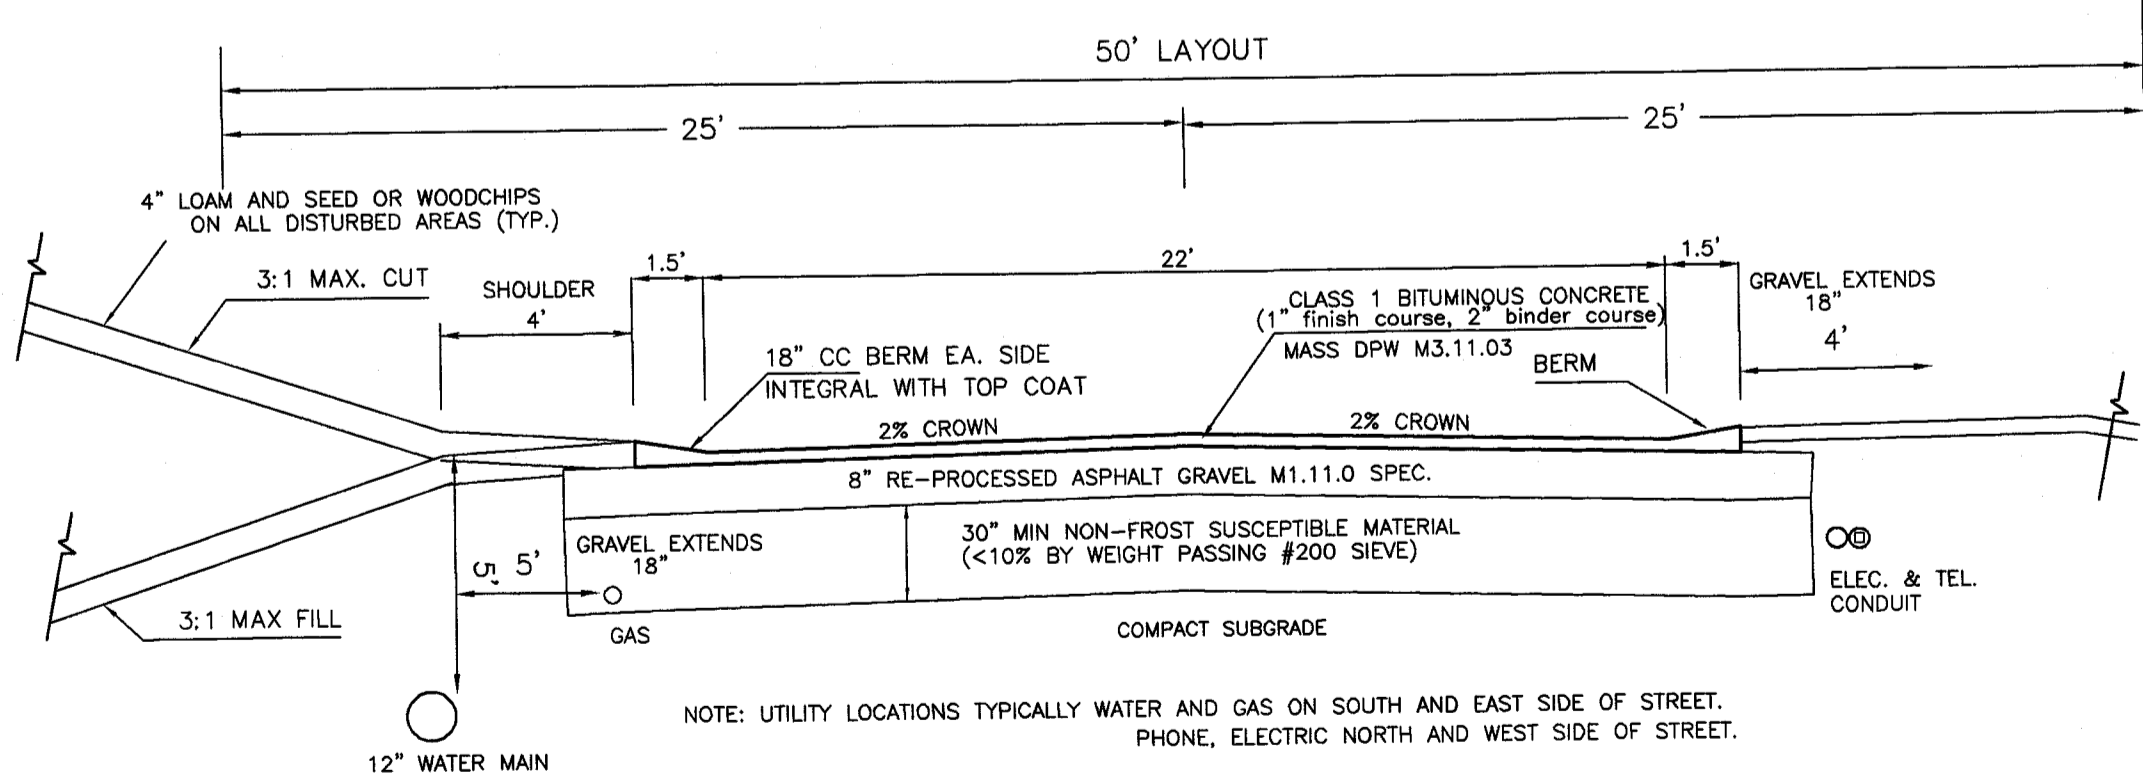 50' LAYOUT
25'
25'
4" LOAM AND SEED OR WOODCHIPS
ON ALL DISTURBED AREAS (TYP.)
3:1 MAX. CUT
SHOULDER
4'
1.5'
22'
1.5'
GRAVEL EXTENDS
18"
4'
CLASS 1 BITUMINOUS CONCRETE
(1" finish course, 2" binder course)
MASS DPW M3.11.03
BERM
18" CC BERM EA. SIDE
INTEGRAL WITH TOP COAT
2% CROWN
2% CROWN
8" RE-PROCESSED ASPHALT GRAVEL M1.11.0 SPEC.
30" MIN NON-FROST SUSCEPTIBLE MATERIAL
(<10% BY WEIGHT PASSING #200 SIEVE)
GRAVEL EXTENDS
18"
5'
5'
3:1 MAX FILL
GAS
COMPACT SUBGRADE
ELEC. & TEL.
CONDUIT
12" WATER MAIN
NOTE: UTILITY LOCATIONS TYPICALLY WATER AND GAS ON SOUTH AND EAST SIDE OF STREET.
PHONE, ELECTRIC NORTH AND WEST SIDE OF STREET.